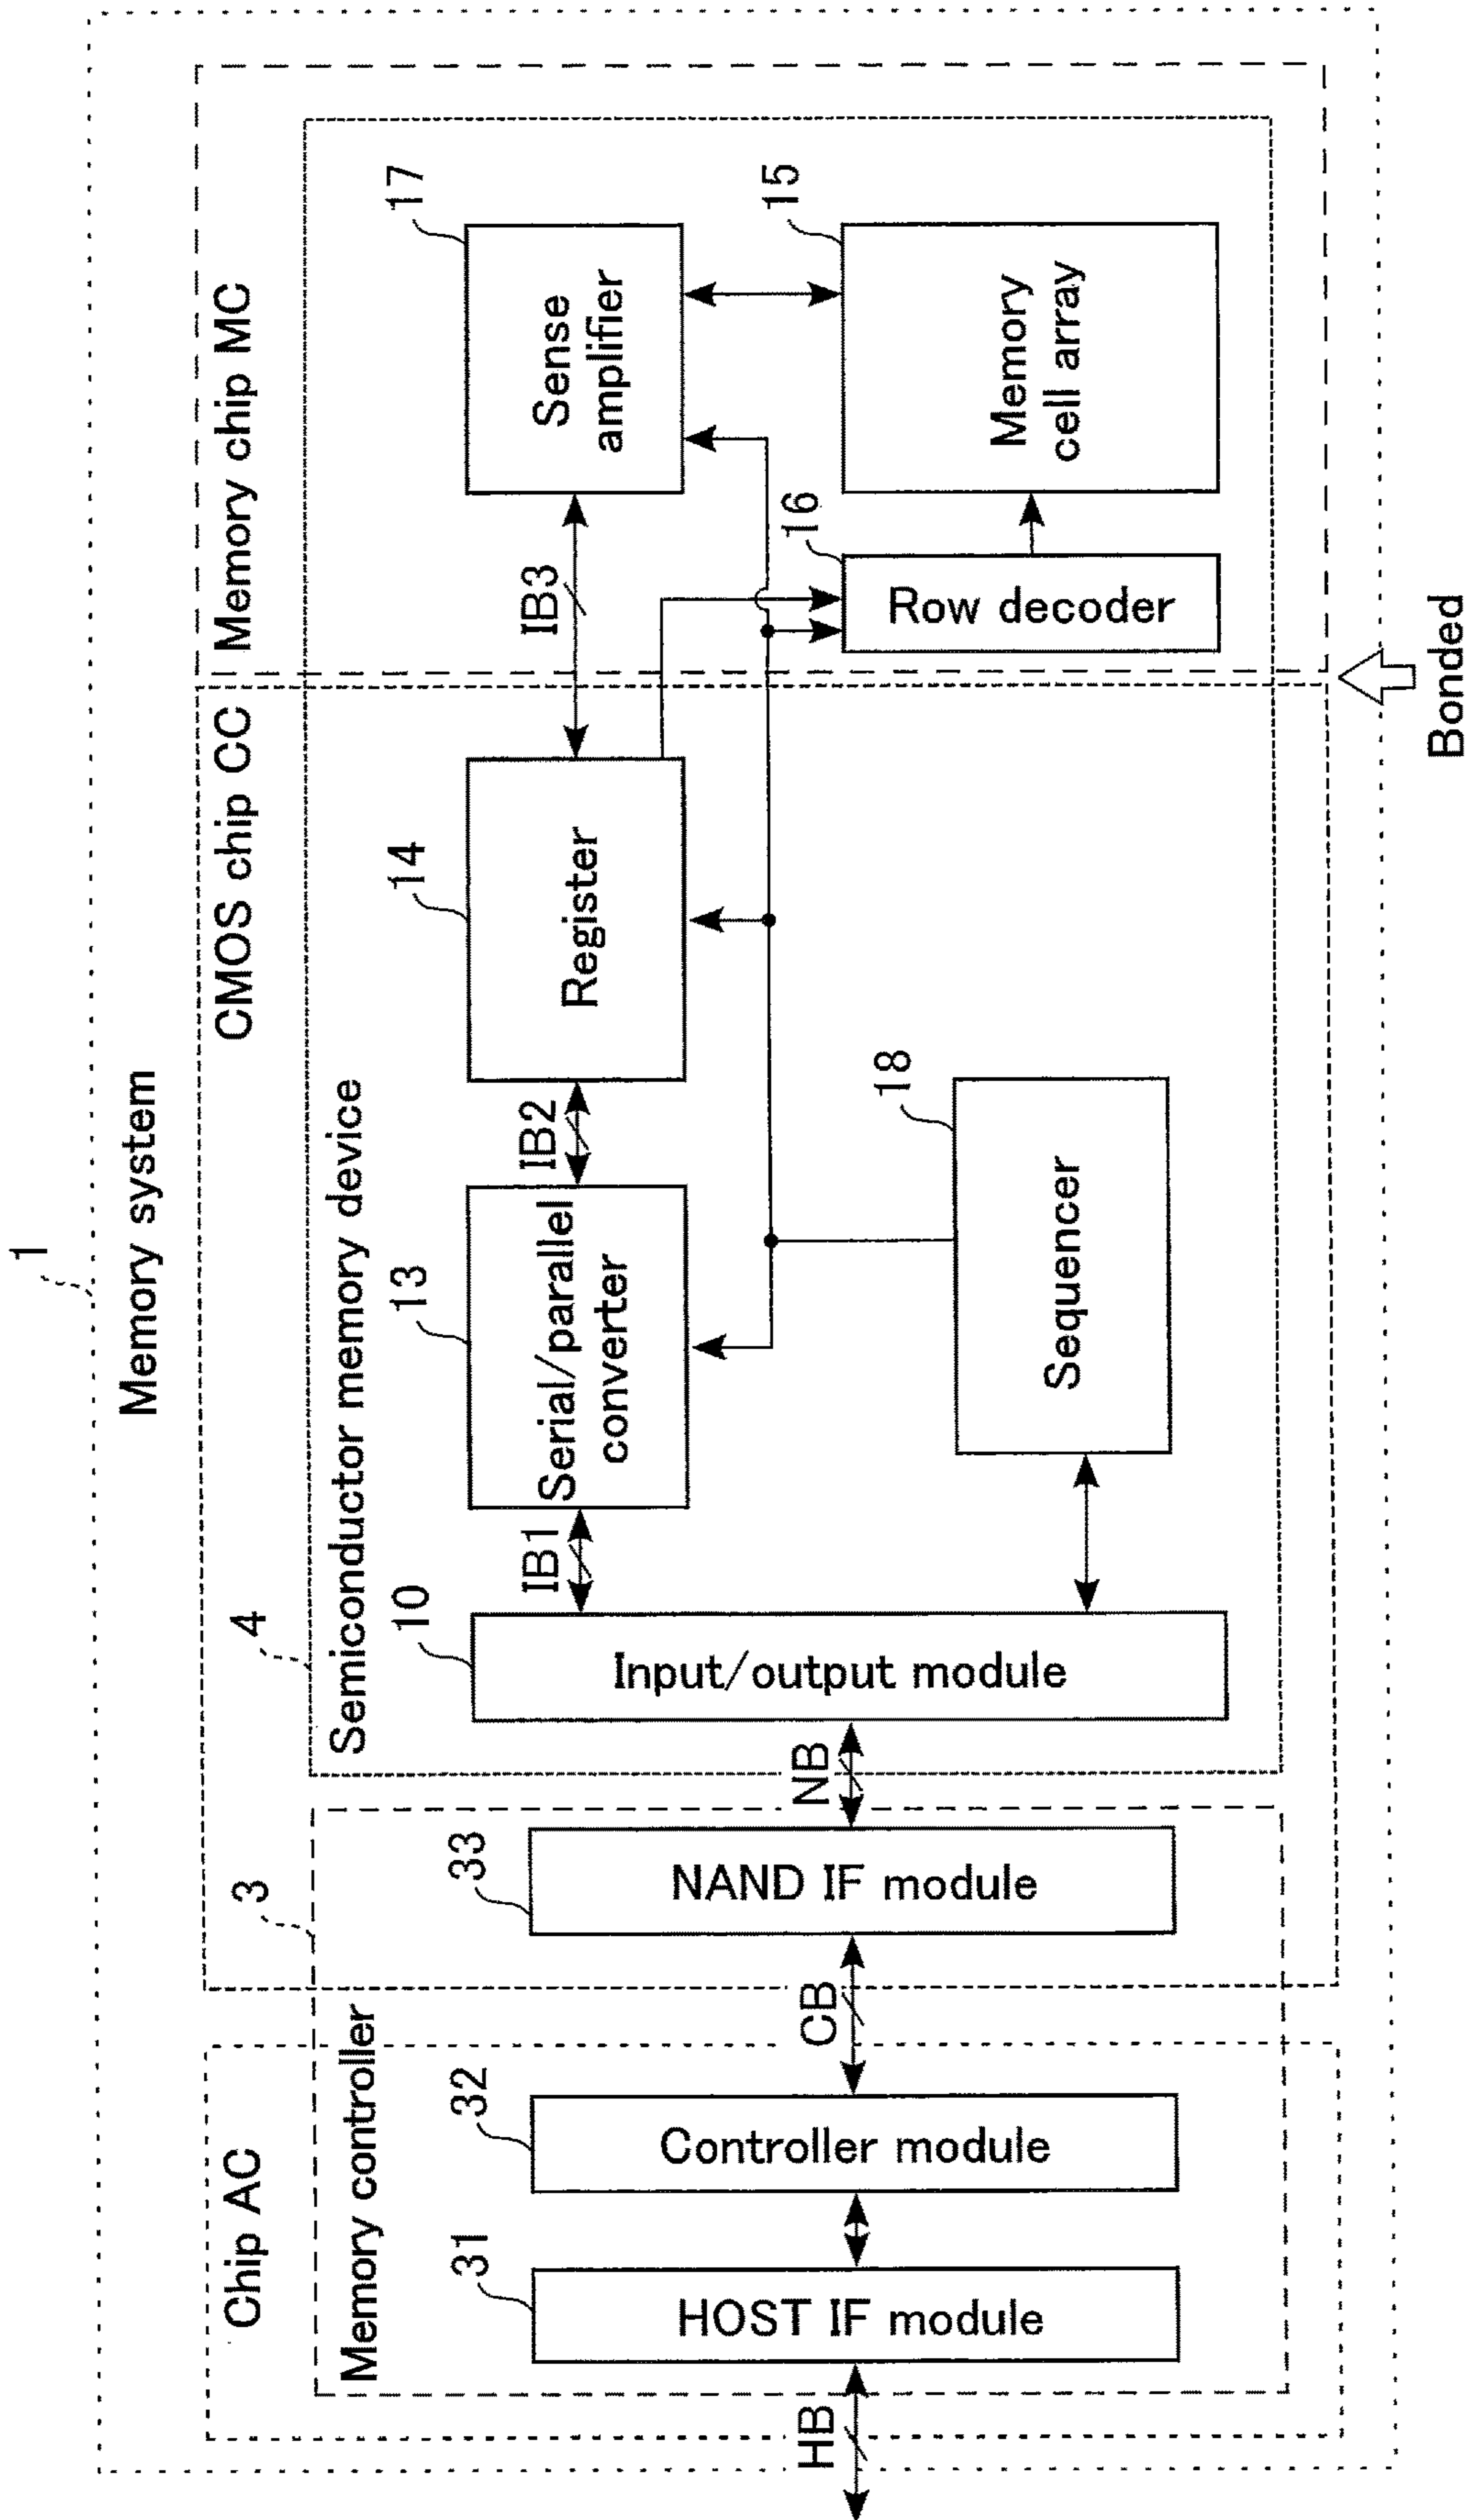 1
Memory system
Chip AC
CMOS chip CC
Memory chip MC
3
4
Memory controller
Semiconductor memory device
HB
31
HOST IF module
32
Controller module
CB
33
NAND IF module
NB
10
Input/output module
IB1
13
Serial/parallel
converter
IB2
14
Register
IB3
17
Sense
amplifier
18
Sequencer
16
Row decoder
15
Memory
cell array
Bonded